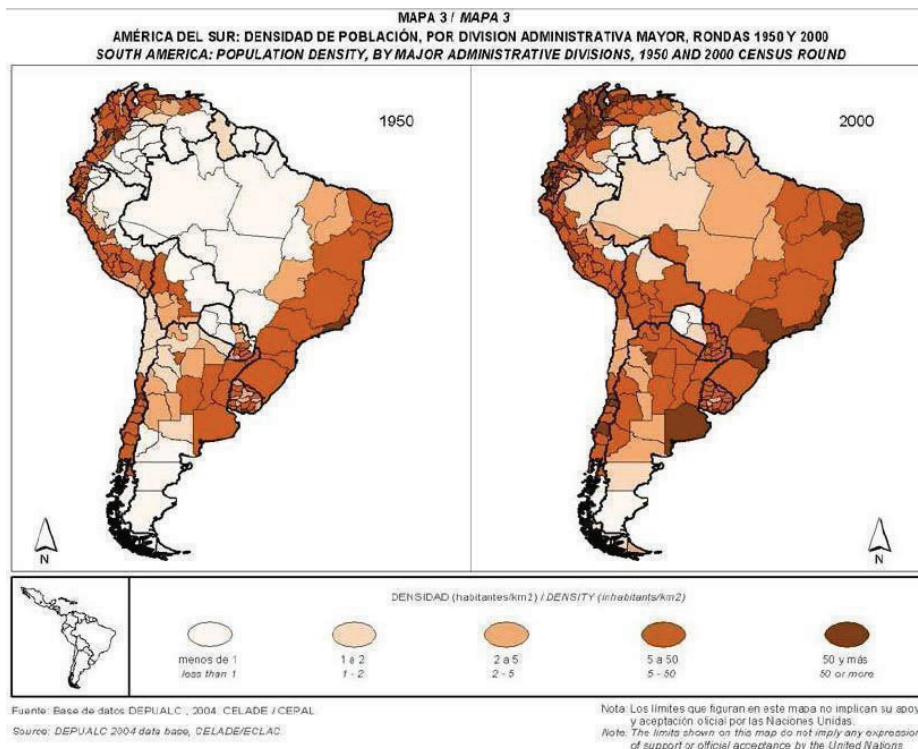 MAPA 3 / MAPA 3
AMÉRICA DEL SUR: DENSIDAD DE POBLACIÓN, POR DIVISION ADMINISTRATIVA MAYOR, RONDAS 1950 Y 2000
SOUTH AMERICA: POPULATION DENSITY, BY MAJOR ADMINISTRATIVE DIVISIONS, 1950 AND 2000 CENSUS ROUND
1950
2000
N
N
DENSIDAD (habitantes/km2) / DENSITY (inhabitants/km2)
menos de 1
less than 1
1 a 2
1 - 2
2 a 5
2 - 5
5 a 50
5 - 50
50 y más
50 or more
Fuente: Base de datos DEPUALC , 2004. CELADE / CEPAL
Source: DEPUALC 2004 data base, CELADE/ECLAC.
Nota: Los límites que figuran en este mapa no implican su apoy
y aceptación oficial por las Naciones Unidas.
Note: The limits shown on this map do not imply any expression
of support or official acceptance by the United Nations